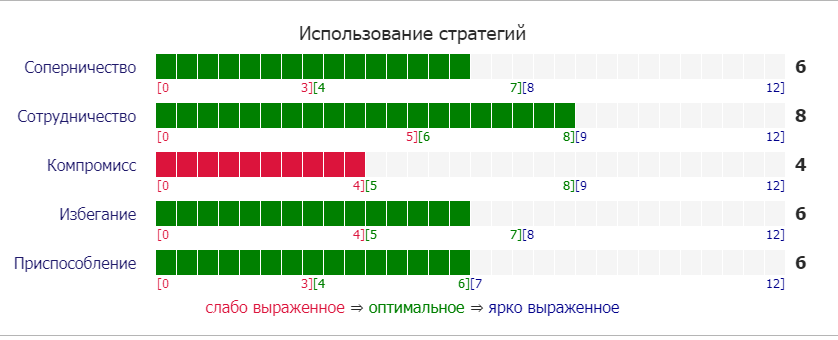 Использование стратегий
Соперничество 6
[0 3][4 7][8 12]
Сотрудничество 8
[0 5][6 8][9 12]
Компромисс 4
[0 4][5 8][9 12]
Избегание 6
[0 4][5 7][8 12]
Приспособление 6
[0 3][4 6][7 12]
слабо выраженное ⇒ оптимальное ⇒ ярко выраженное